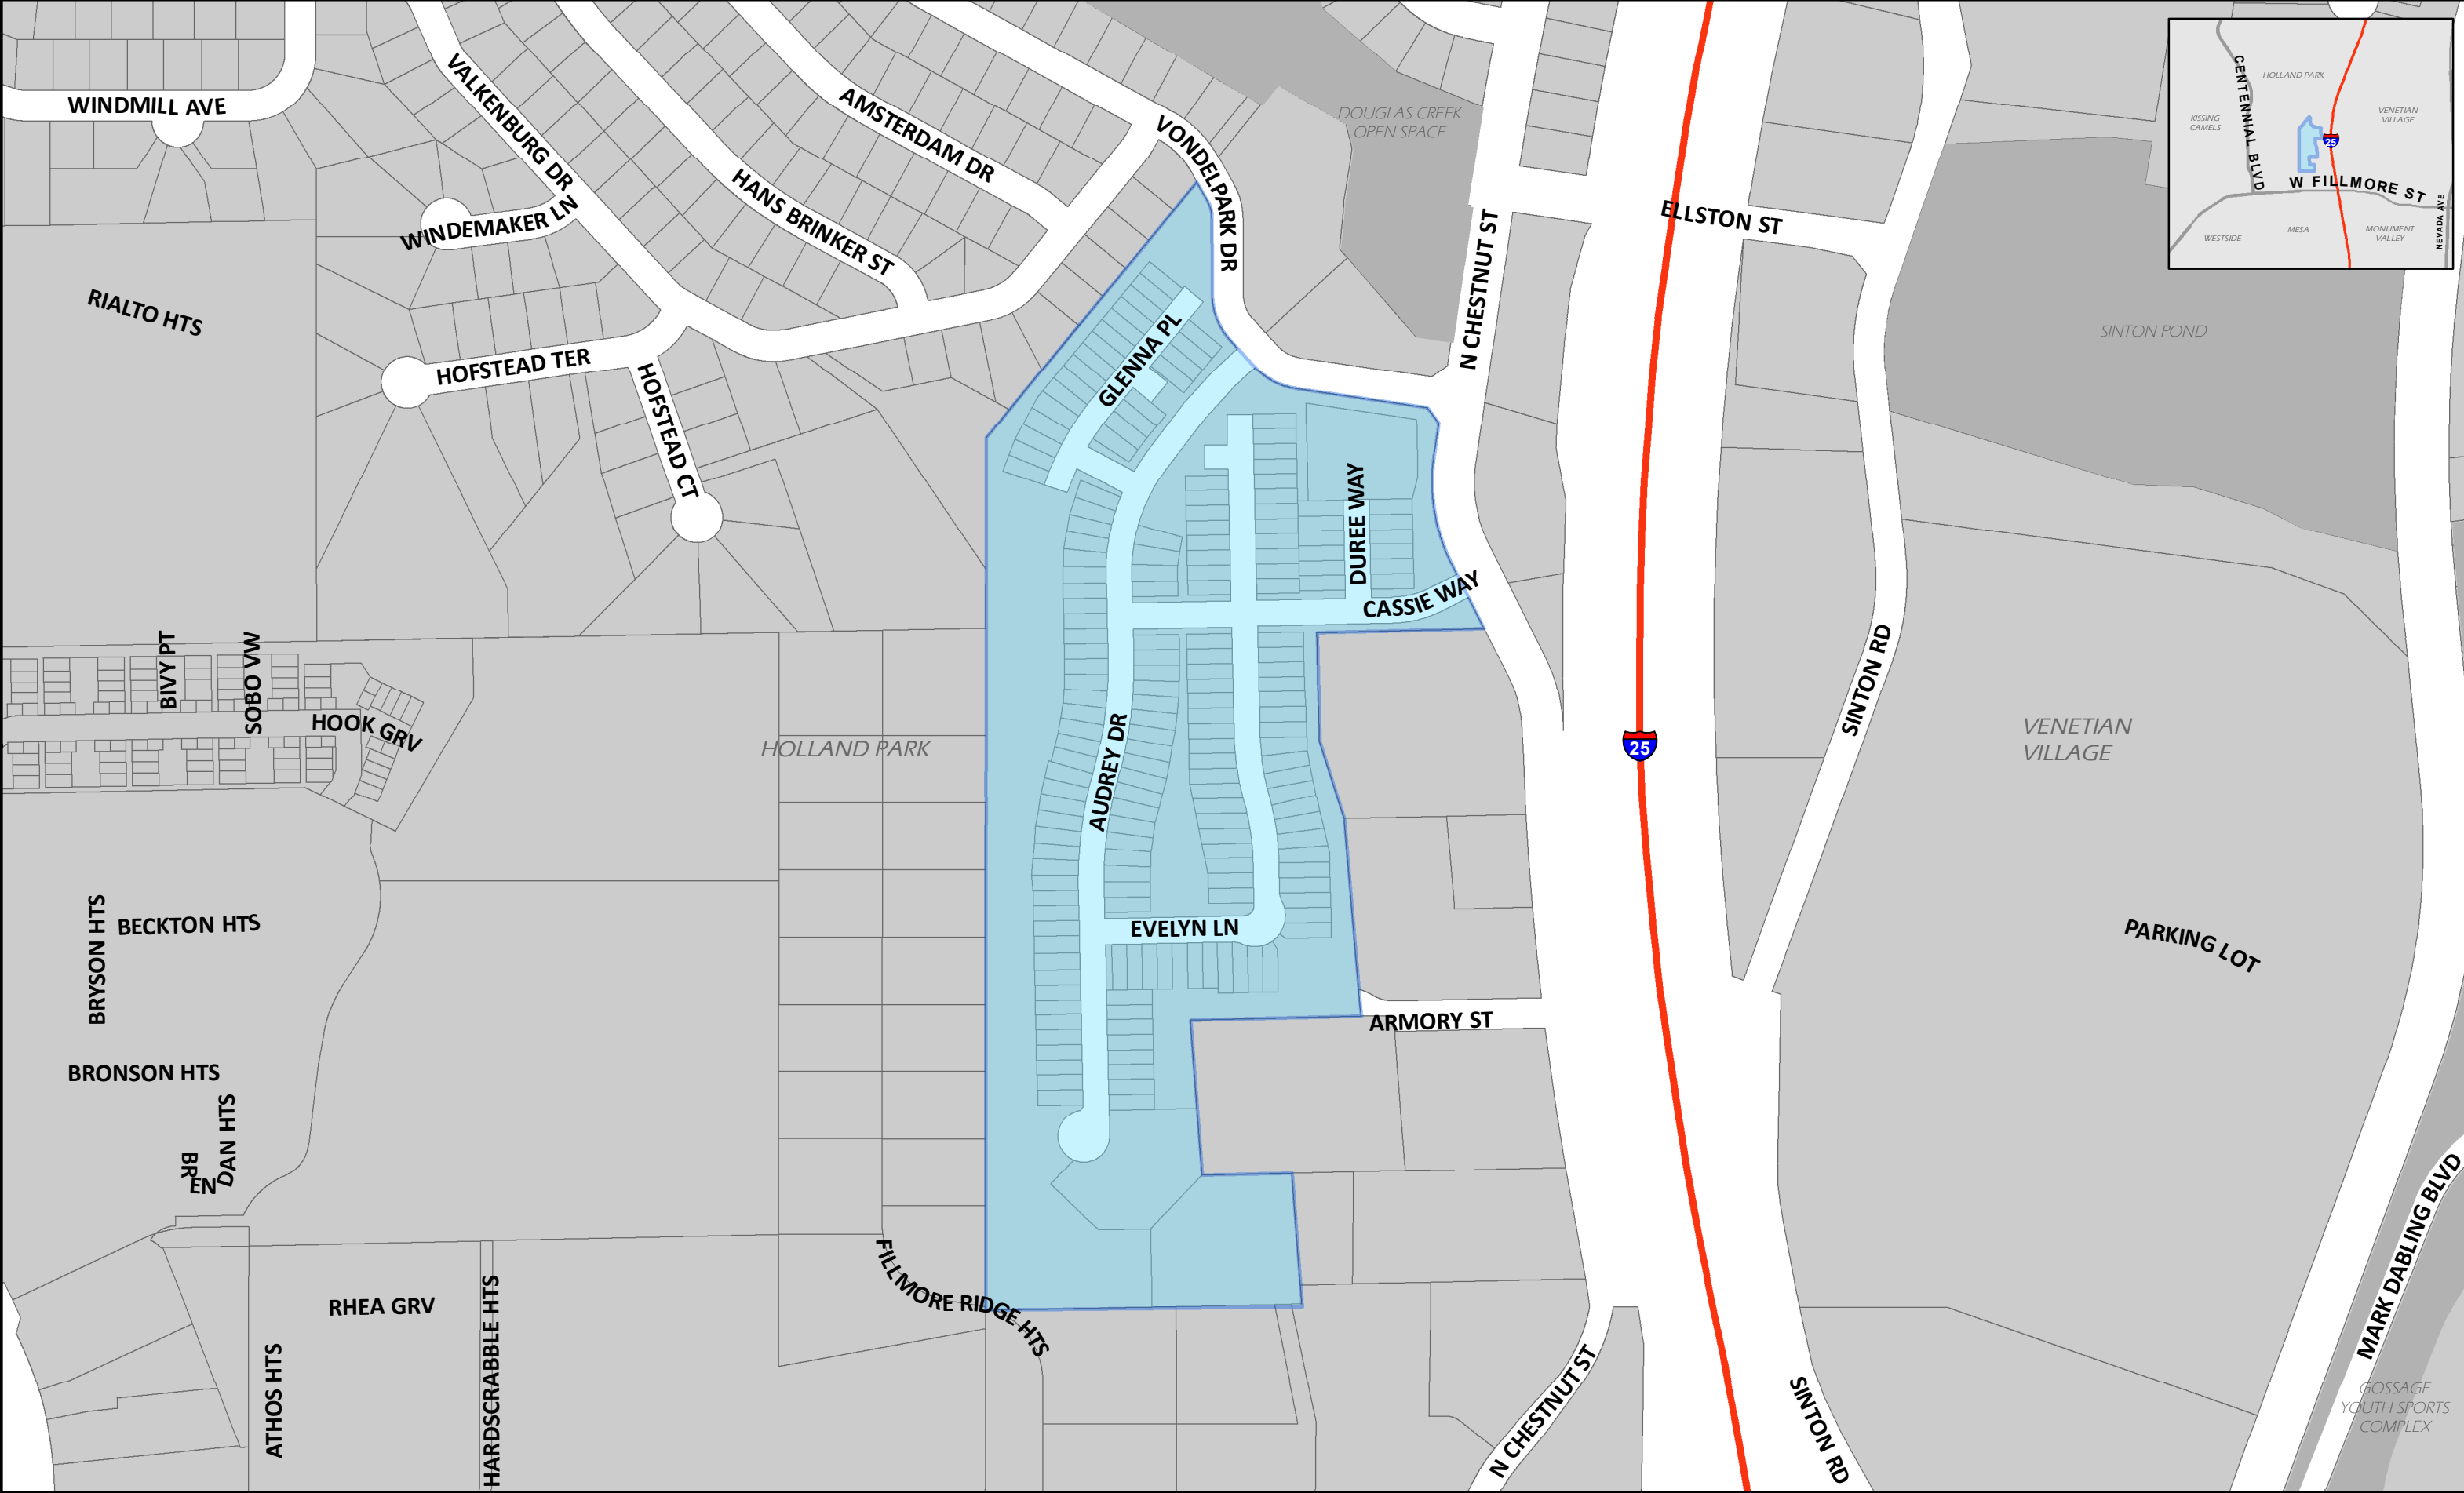 WINDMILL AVE
VALKENBURG DR
AMSTERDAM DR
VONDELPARK DR
DOUGLAS CREEK
OPEN SPACE
HANS BRINKER ST
WINDEMAKER LN
N CHESTNUT ST
ELLSTON ST
CENTENNIAL BLVD
HOLLAND PARK
KISSING
CAMELS
VENETIAN
VILLAGE
25
W FILLMORE ST
NEVADA AVE
WESTSIDE
MESA
MONUMENT
VALLEY
RIALTO HTS
GLENNA PL
SINTON POND
HOFSTEAD TER
HOFSTEAD CT
DUREE WAY
CASSIE WAY
BIVY PT
SOBO VW
HOOK GRV
HOLLAND PARK
AUDREY DR
25
SINTON RD
VENETIAN
VILLAGE
BRYSON HTS
BECKTON HTS
EVELYN LN
PARKING LOT
ARMORY ST
BRONSON HTS
BR
EN
DAN HTS
FILLMORE RIDGE HTS
RHEA GRV
ATHOS HTS
HARDSCRABBLE HTS
N CHESTNUT ST
SINTON RD
MARK DABLING BLVD
GOSSAGE
YOUTH SPORTS
COMPLEX